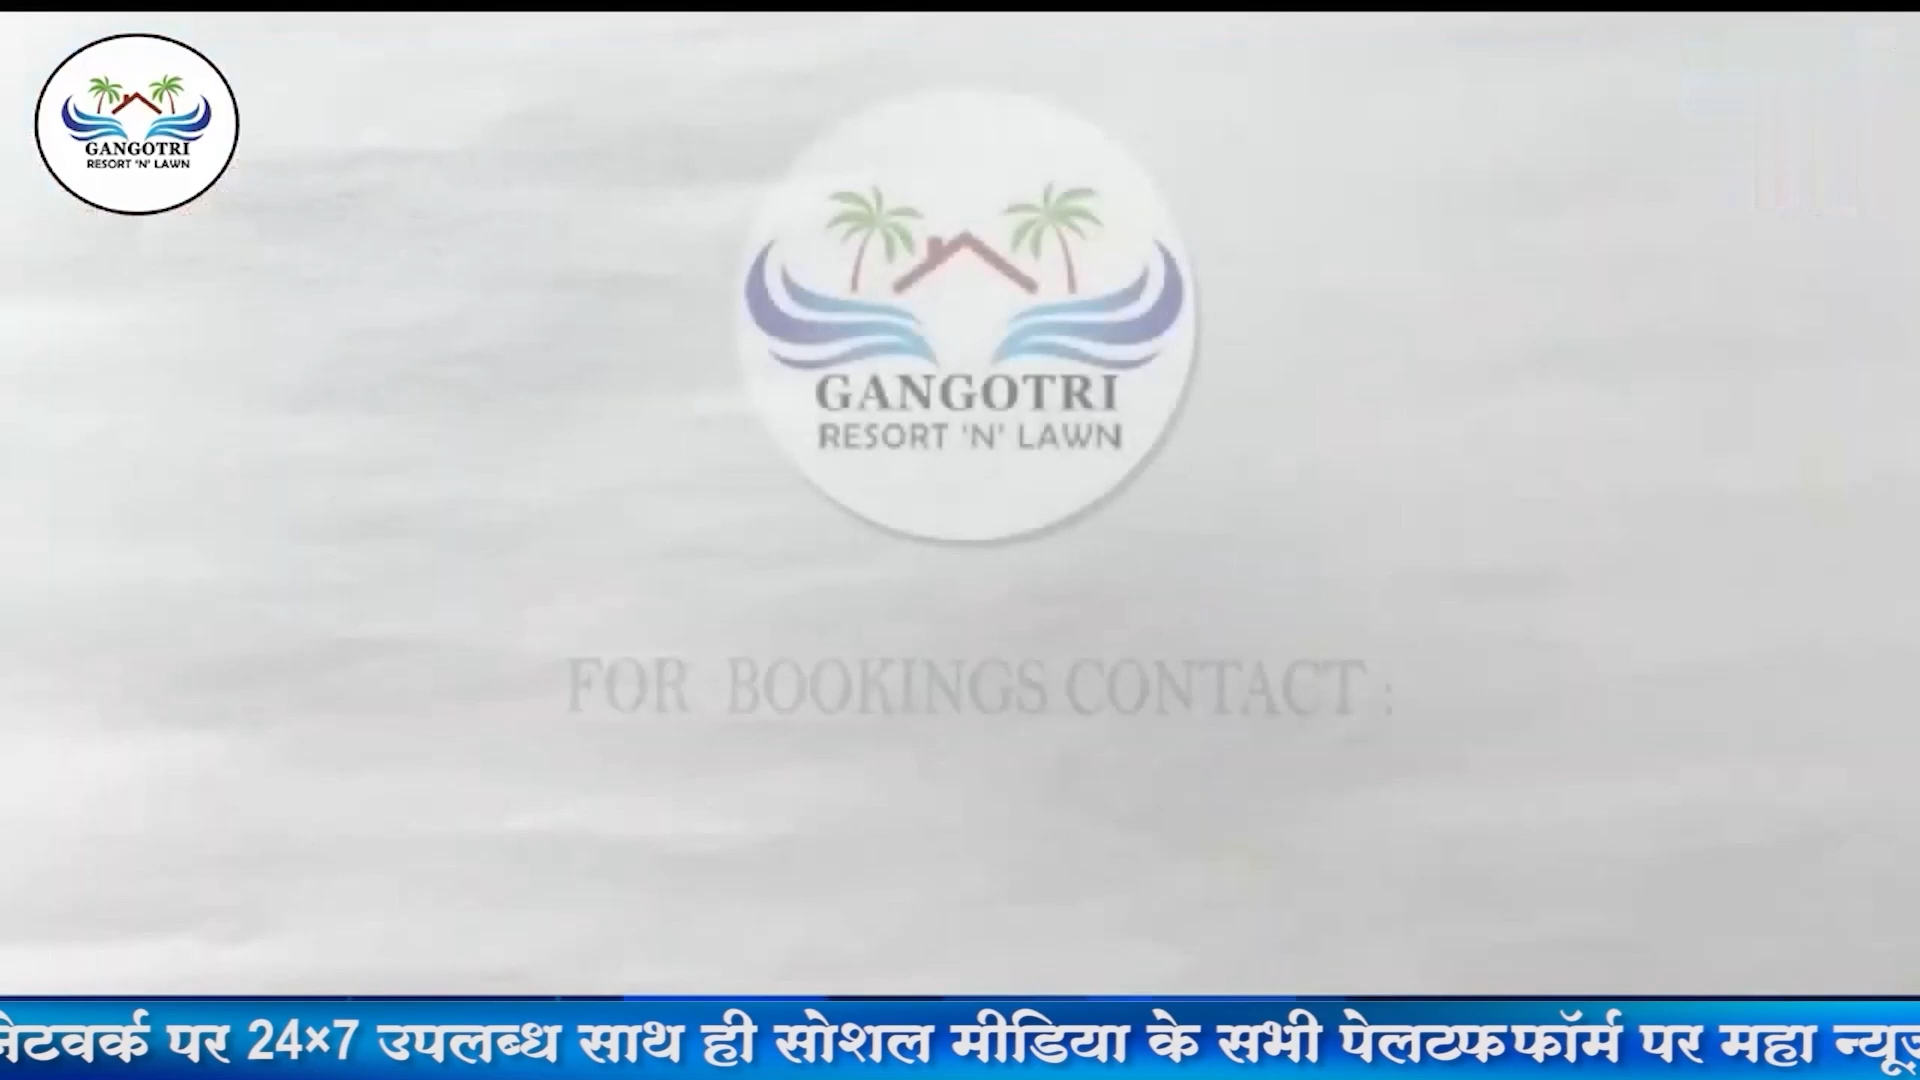 GANGOTRI
RESORT 'N' LAWN
GANGOTRI
RESORT 'N' LAWN
FOR BOOKINGS CONTACT :
नेटवर्क पर 24×7 उपलब्ध साथ ही सोशल मीडिया के सभी पेलटफफॉर्म पर महा न्यूज़